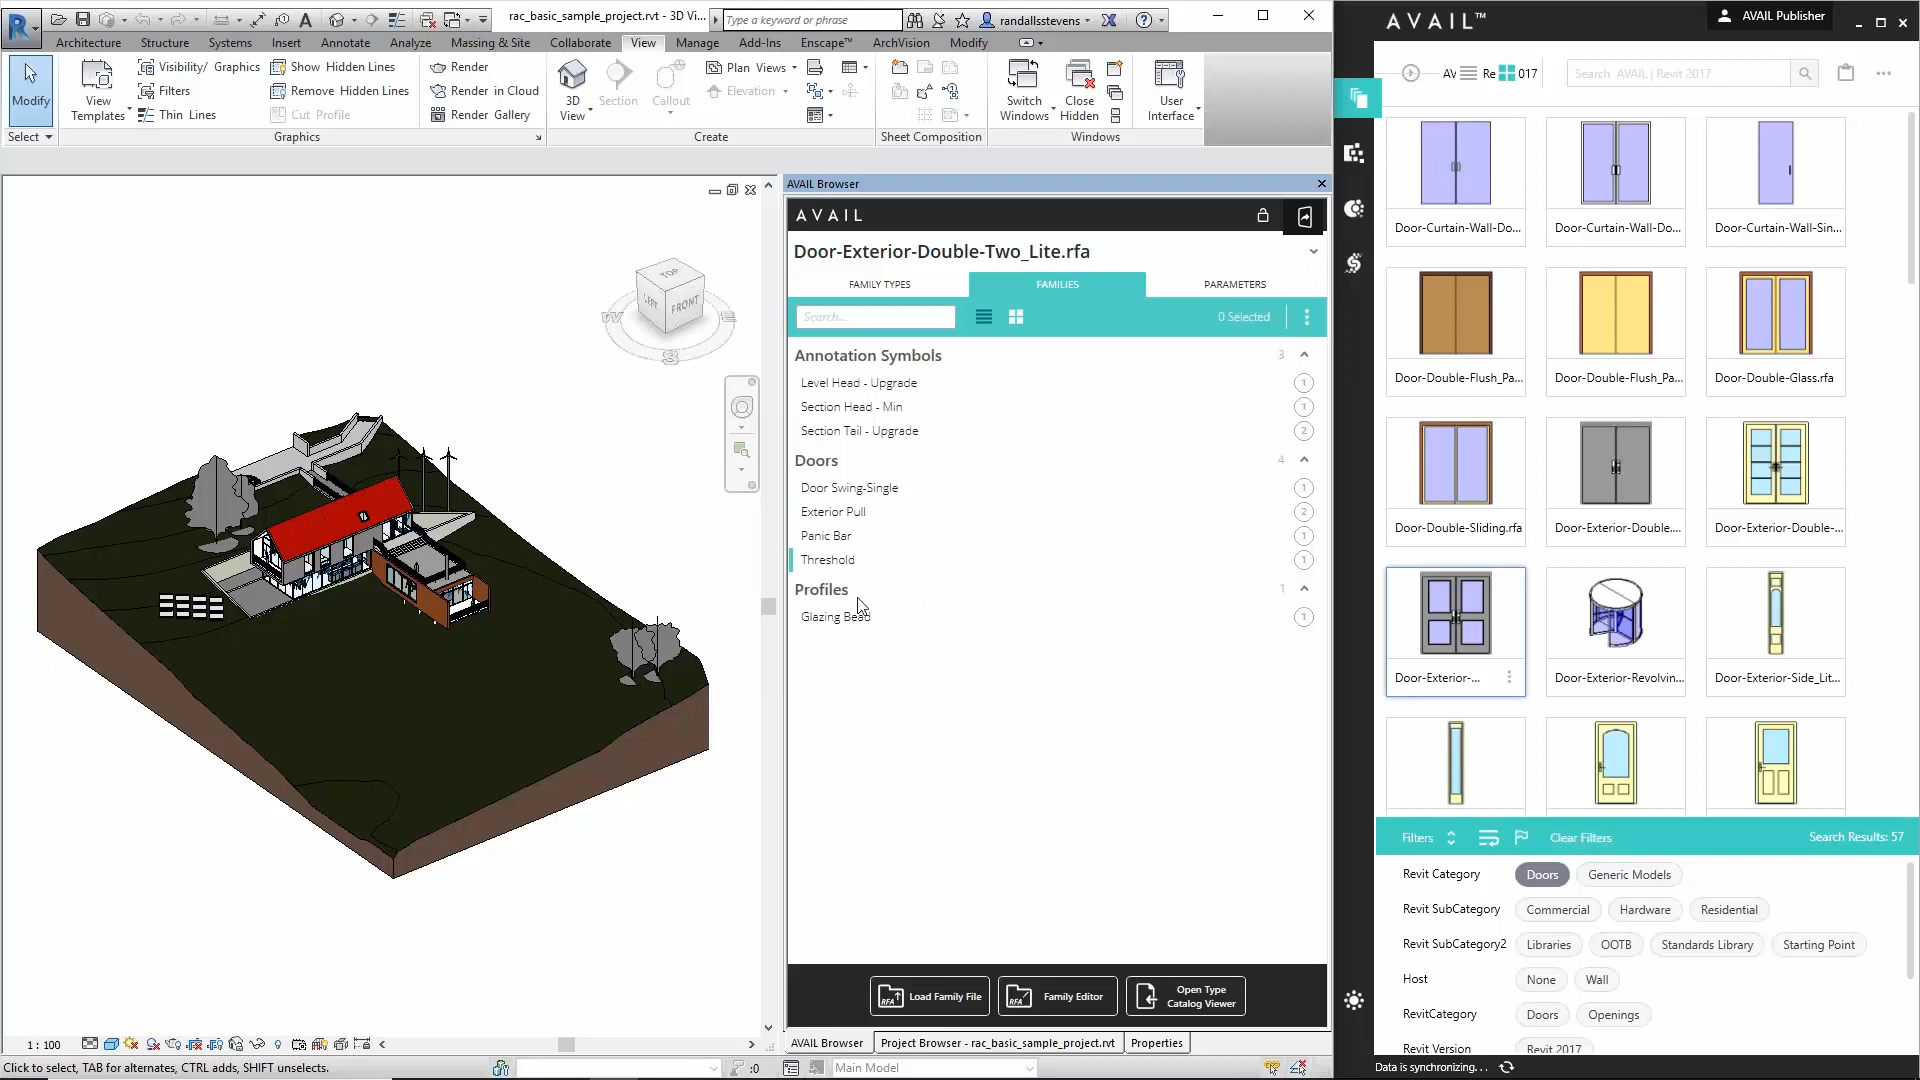 rac_basic_sample_project.rvt - 3D Vi...
Type a keyword or phrase
randallsstevens
Architecture Structure Systems Insert Annotate Analyze Massing & Site Collaborate View Manage Add-Ins Enscape™ ArchVision Modify
Modify
Select
View Templates
Visibility/ Graphics
Filters
Thin Lines
Show Hidden Lines
Remove Hidden Lines
Cut Profile
Render
Render in Cloud
Render Gallery
Graphics
3D View
Section
Callout
Plan Views
Elevation
Create
Sheet Composition
Switch Windows
Close Hidden
User Interface
Windows
TOP
LEFT
FRONT
W
E
S
AVAIL Browser
AVAIL
Door-Exterior-Double-Two_Lite.rfa
FAMILY TYPES FAMILIES PARAMETERS
Search...
0 Selected
Annotation Symbols 3
Level Head - Upgrade 1
Section Head - Min 1
Section Tail - Upgrade 2
Doors 4
Door Swing-Single 1
Exterior Pull 2
Panic Bar 1
Threshold 1
Profiles 1
Glazing Bead 1
RFA Load Family File
RFA Family Editor
Open Type Catalog Viewer
AVAIL Browser Project Browser - rac_basic_sample_project.rvt Properties
1 : 100
Click to select, TAB for alternates, CTRL adds, SHIFT unselects.
:0
Main Model
AVAIL™
AVAIL Publisher
AV Re 017
Search AVAIL | Revit 2017
Door-Curtain-Wall-Do... Door-Curtain-Wall-Do... Door-Curtain-Wall-Sin...
Door-Double-Flush_Pa... Door-Double-Flush_Pa... Door-Double-Glass.rfa
Door-Double-Sliding.rfa Door-Exterior-Double.... Door-Exterior-Double-...
Door-Exterior-... Door-Exterior-Revolvin... Door-Exterior-Side_Lit...
Filters
Clear Filters
Search Results: 57
Revit Category Doors Generic Models
Revit SubCategory Commercial Hardware Residential
Revit SubCategory2 Libraries OOTB Standards Library Starting Point
Host None Wall
RevitCategory Doors Openings
Revit Version Revit 2017
Data is synchronizing...